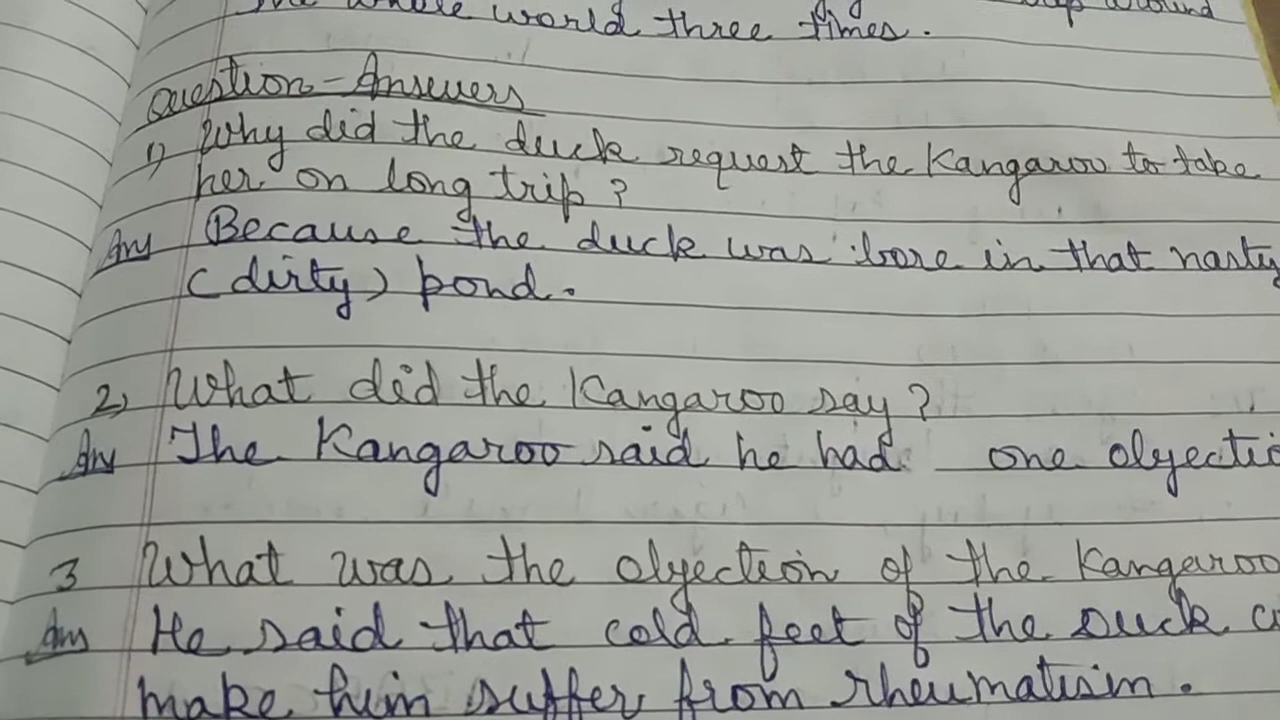 whole world three times.
Question-Answers
1) Why did the duck request the Kangaroo to take
her on long trip?
Ans Because the duck was bore in that nasty
(dirty) pond.
2) What did the Kangaroo say?
Ans The Kangaroo said he had one objectio
3 What was the objection of the Kangaroo
Ans He said that cold feet of the duck
make him suffer from rheumatisim.